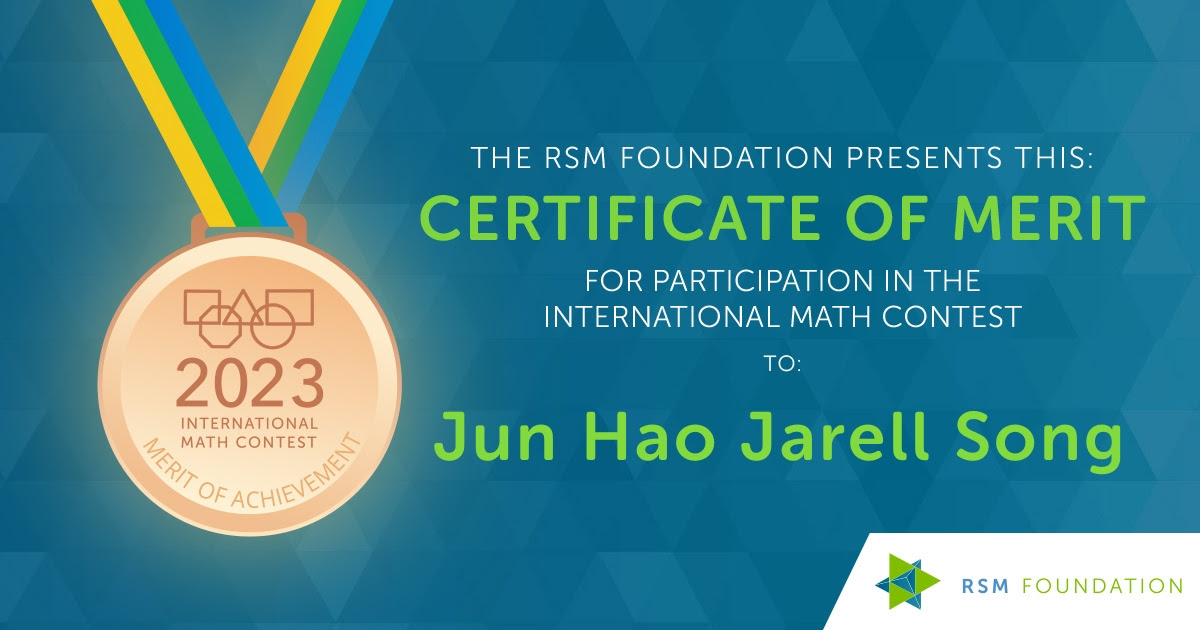 THE RSM FOUNDATION PRESENTS THIS:
CERTIFICATE OF MERIT
FOR PARTICIPATION IN THE
INTERNATIONAL MATH CONTEST
TO:
Jun Hao Jarell Song
2023
INTERNATIONAL
MATH CONTEST
MERIT OF ACHIEVEMENT
RSM FOUNDATION